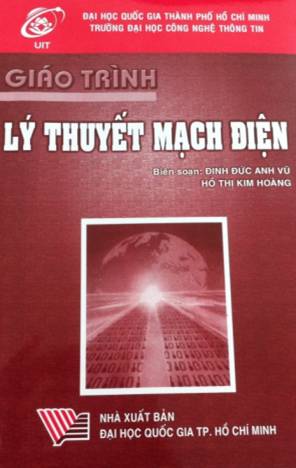 UIT
ĐẠI HỌC QUỐC GIA THÀNH PHỐ HỒ CHÍ MINH
TRƯỜNG ĐẠI HỌC CÔNG NGHỆ THÔNG TIN
GIÁO TRÌNH
LÝ THUYẾT MẠCH ĐIỆN
Biên soạn: ĐINH ĐỨC ANH VŨ
HỒ THỊ KIM HOÀNG
NHÀ XUẤT BẢN
ĐẠI HỌC QUỐC GIA TP. HỒ CHÍ MINH